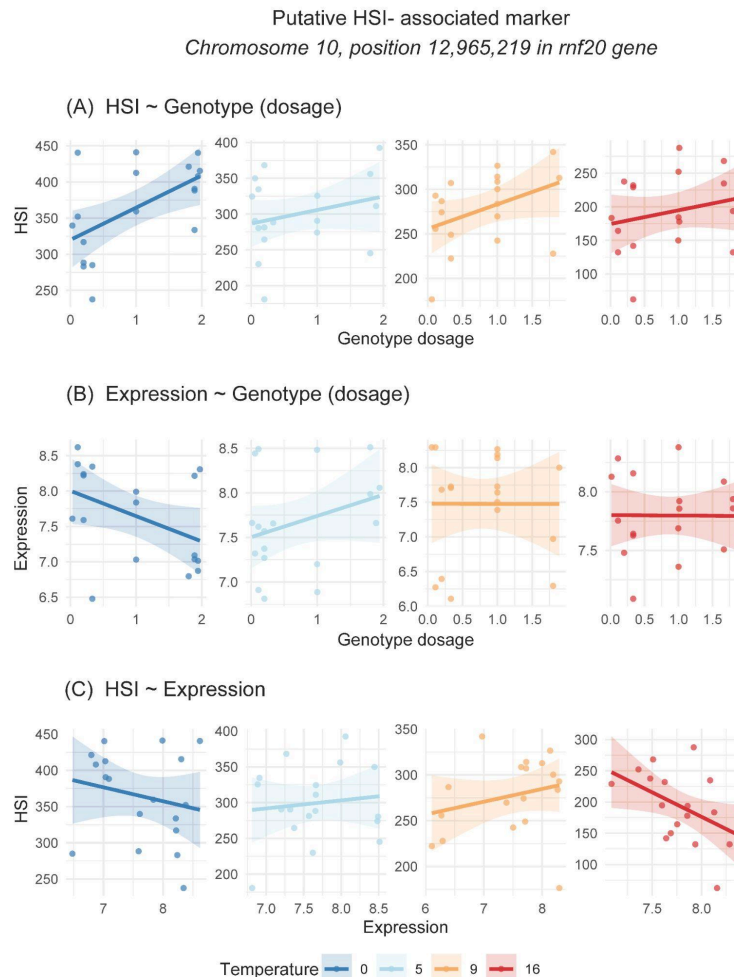 Putative HSI- associated marker
Chromosome 10, position 12,965,219 in rnf20 gene
(A) HSI ~ Genotype (dosage)
HSI
450
400
350
300
250
0 1 2
400
350
300
250
200
0 1 2
350
300
250
200
0.0 0.5 1.0 1.5
250
200
150
100
0.0 0.5 1.0 1.5
Genotype dosage Genotype dosage
(B) Expression ~ Genotype (dosage)
Expression
8.5
8.0
7.5
7.0
6.5
0 1 2
8.5
8.0
7.5
7.0
0 1 2
8.0
7.5
7.0
6.5
6.0
0.0 0.5 1.0 1.5
8.0
7.5
0.0 0.5 1.0 1.5
Genotype dosage Genotype dosage
(C) HSI ~ Expression
HSI
450
400
350
300
250
7 8
400
350
300
250
200
7.0 7.5 8.0 8.5
350
300
250
200
6 7 8
300
250
200
150
100
7.5 8.0
Expression
Temperature 0 5 9 16